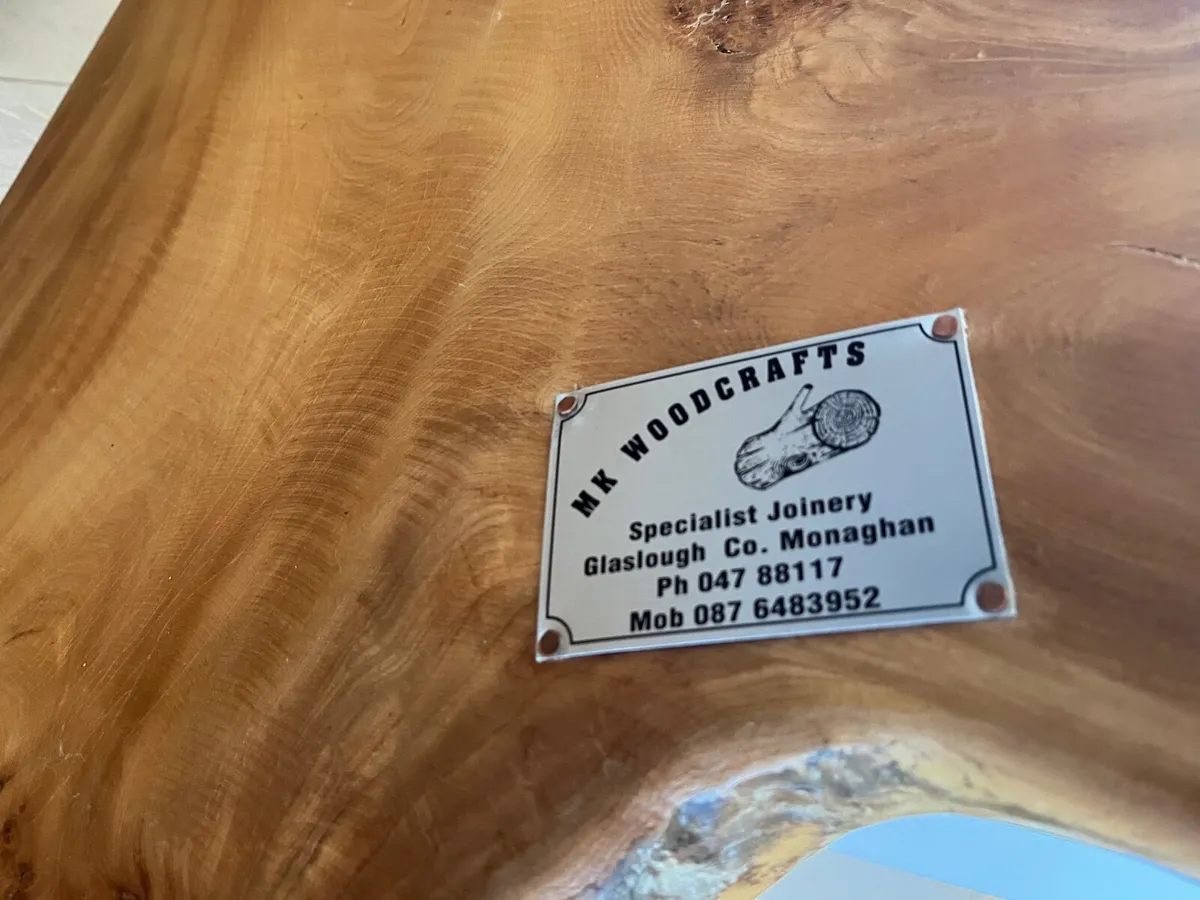 MK WOODCRAFTS
Specialist Joinery
Glaslough Co. Monaghan
Ph 047 88117
Mob 087 6483952